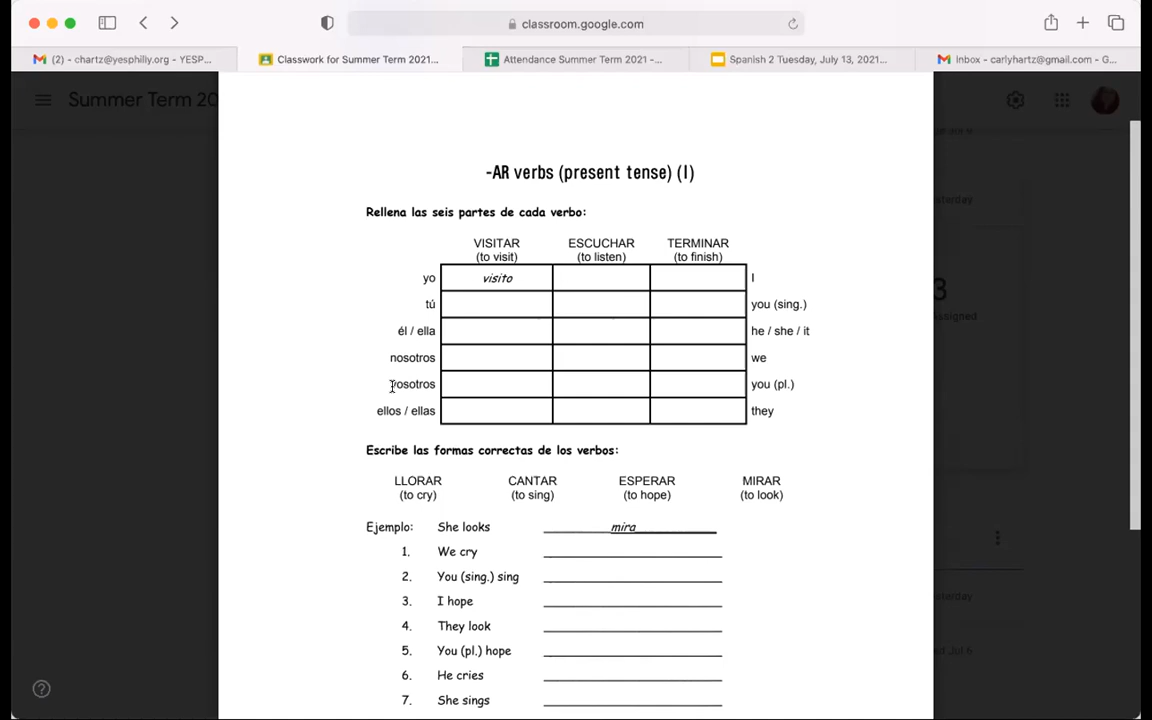 classroom.google.com
(2) - chartz@yesphilly.org - YESP...
Classwork for Summer Term 2021...
Attendance Summer Term 2021 -...
Spanish 2 Tuesday, July 13, 2021...
Inbox - carlyhartz@gmail.com - G...
Summer Term 20
-AR verbs (present tense) (1)
Rellena las seis partes de cada verbo:
VISITAR ESCUCHAR TERMINAR
(to visit) (to listen) (to finish)
yo visito I
tú you (sing.)
él / ella he / she / it
nosotros we
vosotros you (pl.)
ellos / ellas they
Escribe las formas correctas de los verbos:
LLORAR CANTAR ESPERAR MIRAR
(to cry) (to sing) (to hope) (to look)
Ejemplo: She looks mira
1. We cry
2. You (sing.) sing
3. I hope
4. They look
5. You (pl.) hope
6. He cries
7. She sings
3